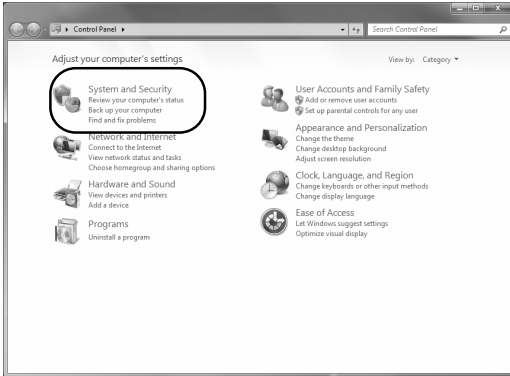 Control Panel
Search Control Panel
Adjust your computer's settings
View by: Category
System and Security
Review your computer's status
Back up your computer
Find and fix problems
Network and Internet
Connect to the Internet
View network status and tasks
Choose homegroup and sharing options
Hardware and Sound
View devices and printers
Add a device
Programs
Uninstall a program
User Accounts and Family Safety
Add or remove user accounts
Set up parental controls for any user
Appearance and Personalization
Change the theme
Change desktop background
Adjust screen resolution
Clock, Language, and Region
Change keyboards or other input methods
Change display language
Ease of Access
Let Windows suggest settings
Optimize visual display